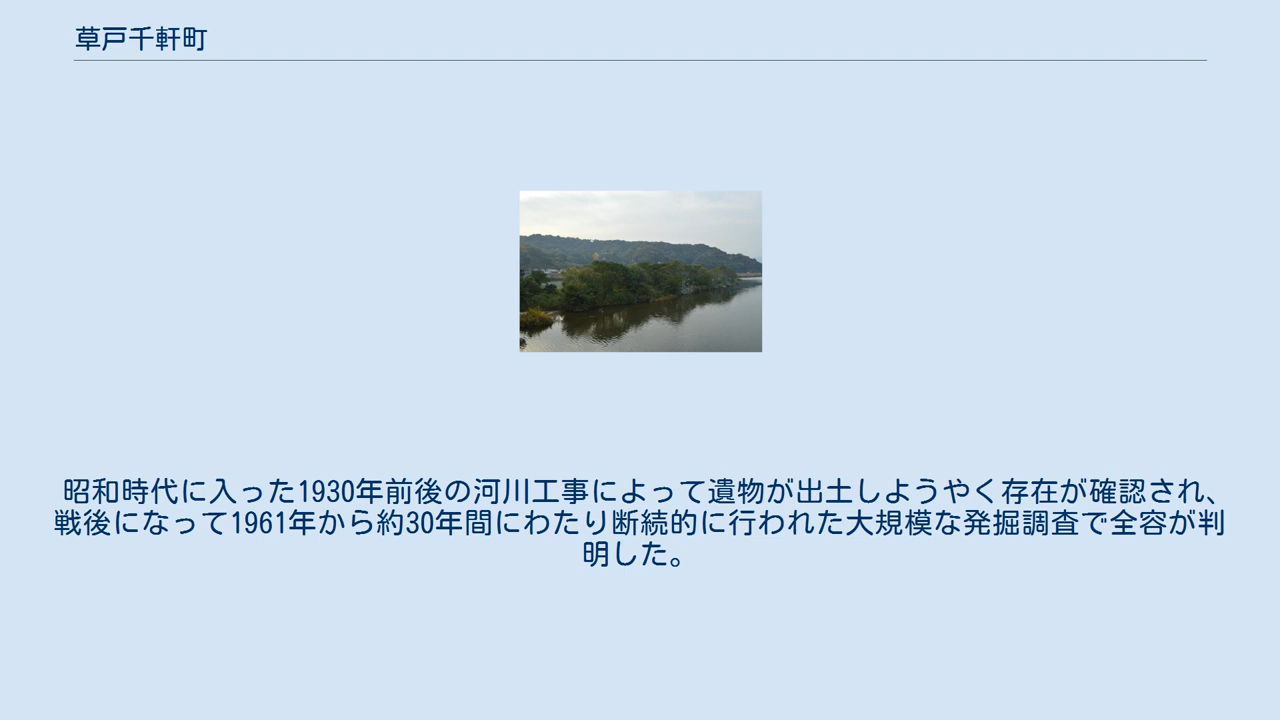 草戸千軒町
昭和時代に入った1930年前後の河川工事によって遺物が出土しようやく存在が確認され、
戦後になって1961年から約30年間にわたり断続的に行われた大規模な発掘調査で全容が判
明した。